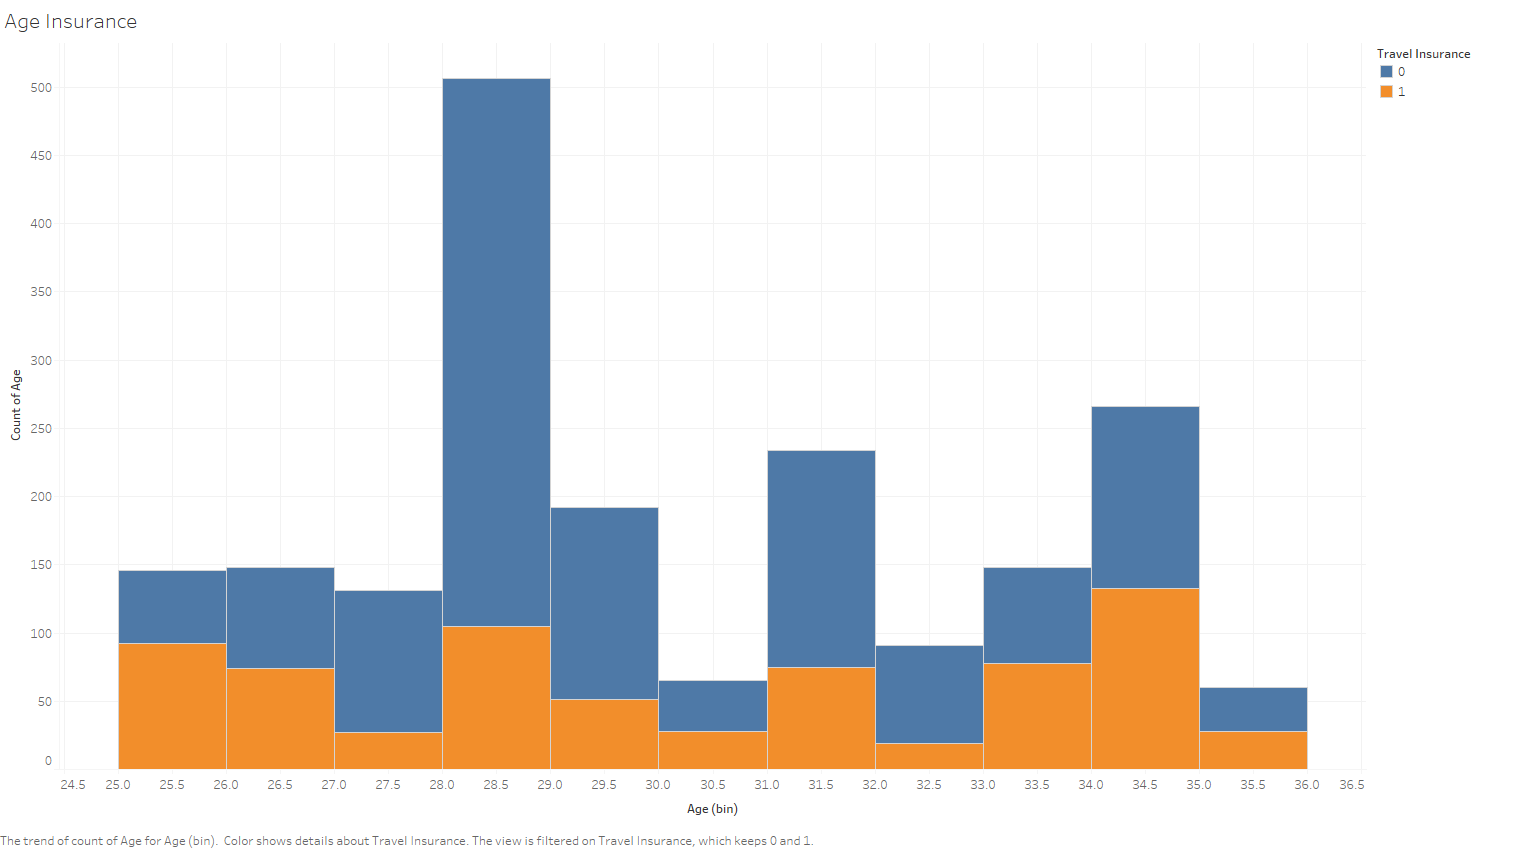 Age Insurance
Travel Insurance
0
1
500
450
400
350
300
250
200
150
100
50
0
Count of Age
24.5 25.0 25.5 26.0 26.5 27.0 27.5 28.0 28.5 29.0 29.5 30.0 30.5 31.0 31.5 32.0 32.5 33.0 33.5 34.0 34.5 35.0 35.5 36.0 36.5
Age (bin)
The trend of count of Age for Age (bin). Color shows details about Travel Insurance. The view is filtered on Travel Insurance, which keeps 0 and 1.